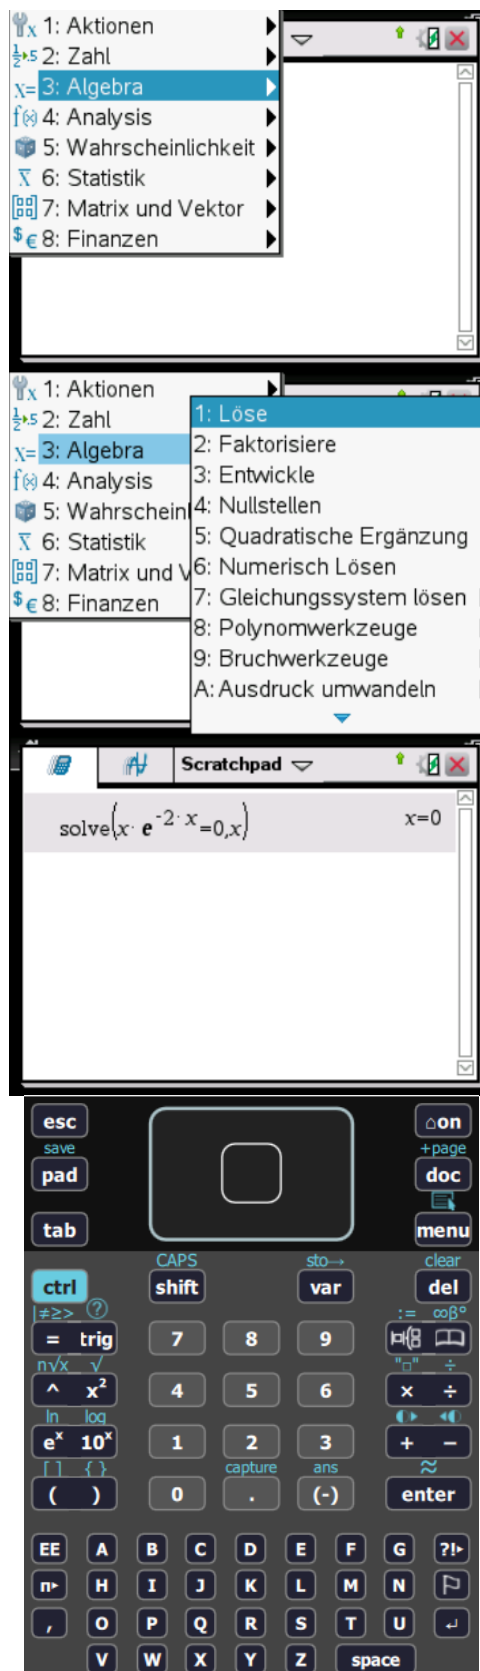 1: Aktionen
2: Zahl
3: Algebra
4: Analysis
5: Wahrscheinlichkeit
6: Statistik
7: Matrix und Vektor
8: Finanzen
1: Aktionen
2: Zahl
3: Algebra
4: Analysis
5: Wahrschein
6: Statistik
7: Matrix und V
8: Finanzen
1: Löse
2: Faktorisiere
3: Entwickle
4: Nullstellen
5: Quadratische Ergänzung
6: Numerisch Lösen
7: Gleichungssystem lösen
8: Polynomwerkzeuge
9: Bruchwerkzeuge
A: Ausdruck umwandeln
Scratchpad
solve(x·e^-2·x=0,x) x=0
esc ⌂on
save +page
pad doc
tab menu
CAPS sto→ clear
ctrl shift var del
|≠≥> ? := ∞β°
= trig 7 8 9
n√x √ "□" ÷
^ x² 4 5 6 × ÷
ln log
eˣ 10ˣ 1 2 3 + −
[ ] { } capture ans ≈
( ) 0 . (-) enter
EE A B C D E F G ?!▸
π▸ H I J K L M N
, O P Q R S T U ↵
V W X Y Z space